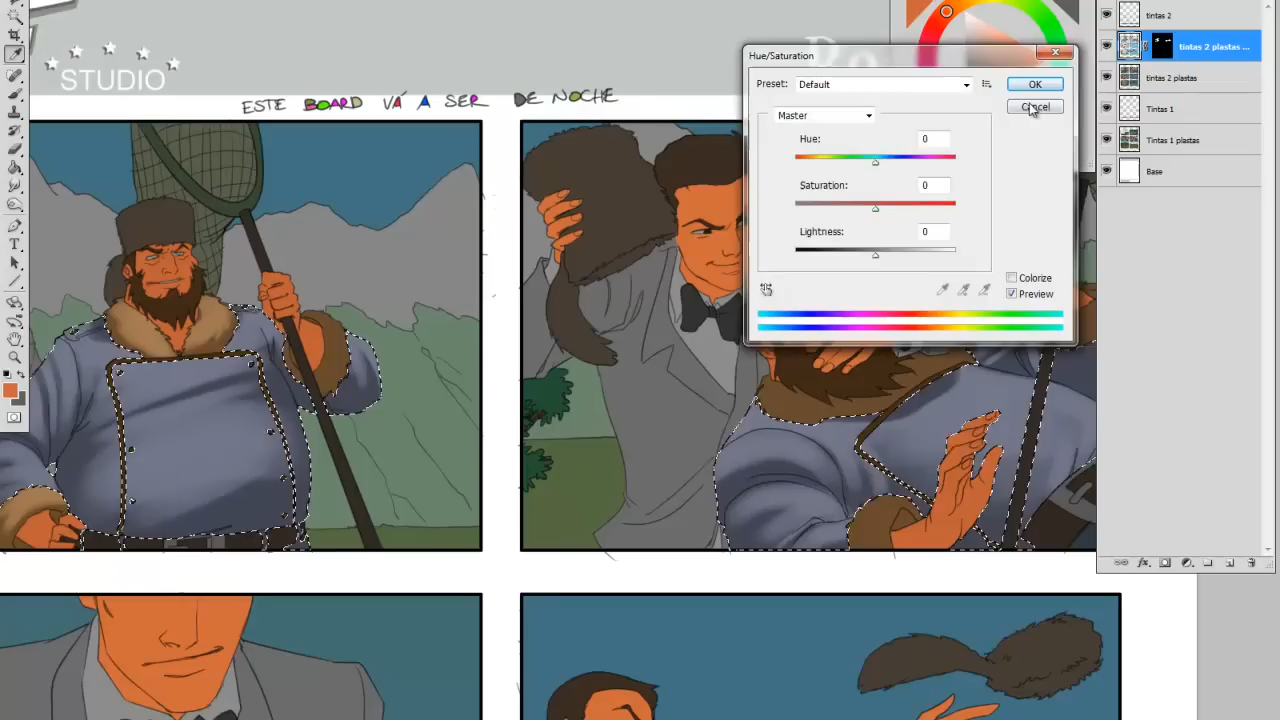 STUDIO
ESTE BOARD VÁ A SER DE NOCHE
Hue/Saturation
Preset: Default
OK
Cancel
Master
Hue: 0
Saturation: 0
Lightness: 0
Colorize
Preview
tintas 2
tintas 2 plastas ...
tintas 2 plastas
Tintas 1
Tintas 1 plastas
Base